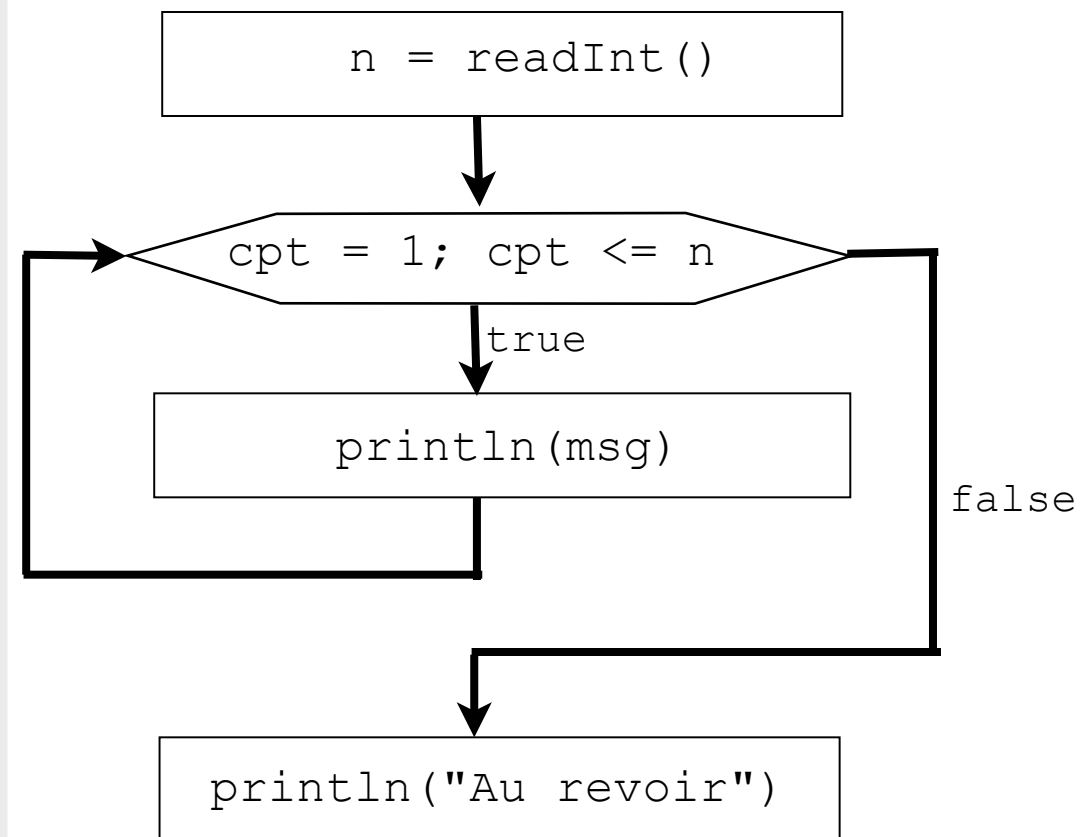 n = readInt()
cpt = 1; cpt <= n
true
println(msg)
false
println("Au revoir")